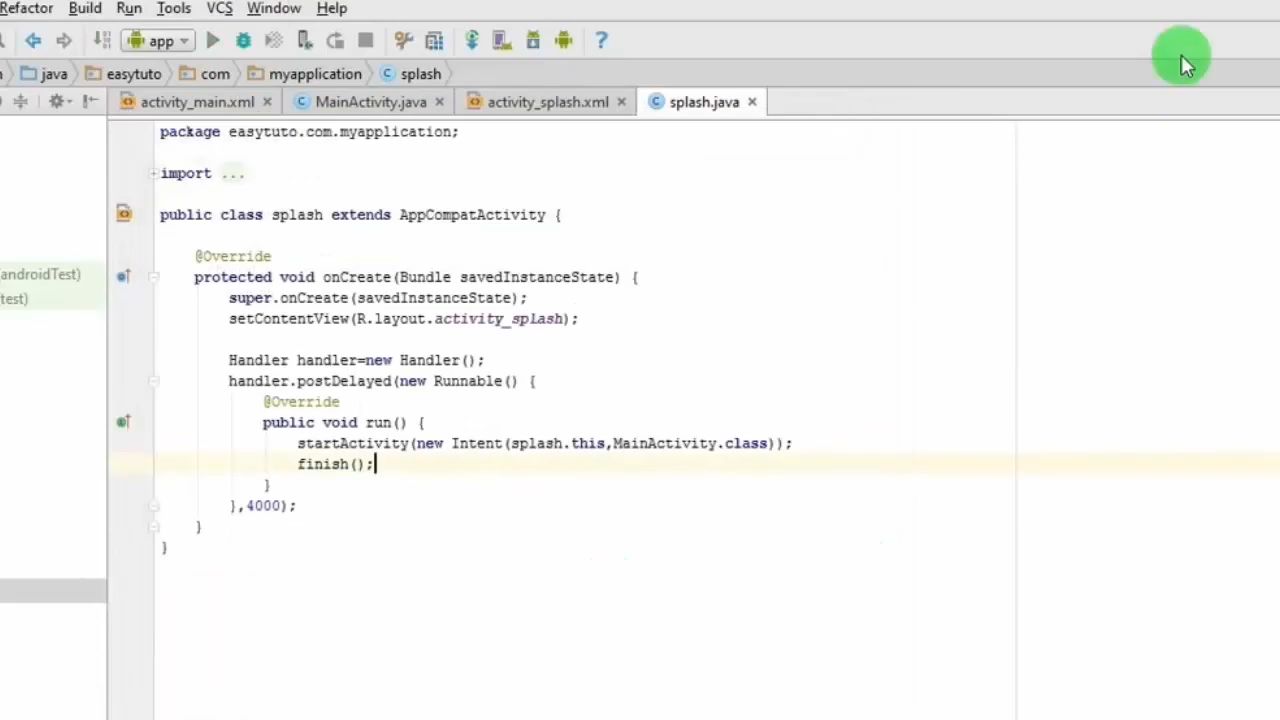 Refactor Build Run Tools VCS Window Help
app
java easytuto com myapplication splash
activity_main.xml MainActivity.java activity_splash.xml splash.java
package easytuto.com.myapplication;
import ...
public class splash extends AppCompatActivity {
@Override
androidTest)
protected void onCreate(Bundle savedInstanceState) {
test)
super.onCreate(savedInstanceState);
setContentView(R.layout.activity_splash);
Handler handler=new Handler();
handler.postDelayed(new Runnable() {
@Override
public void run() {
startActivity(new Intent(splash.this,MainActivity.class));
finish();
}
},4000);
}
}